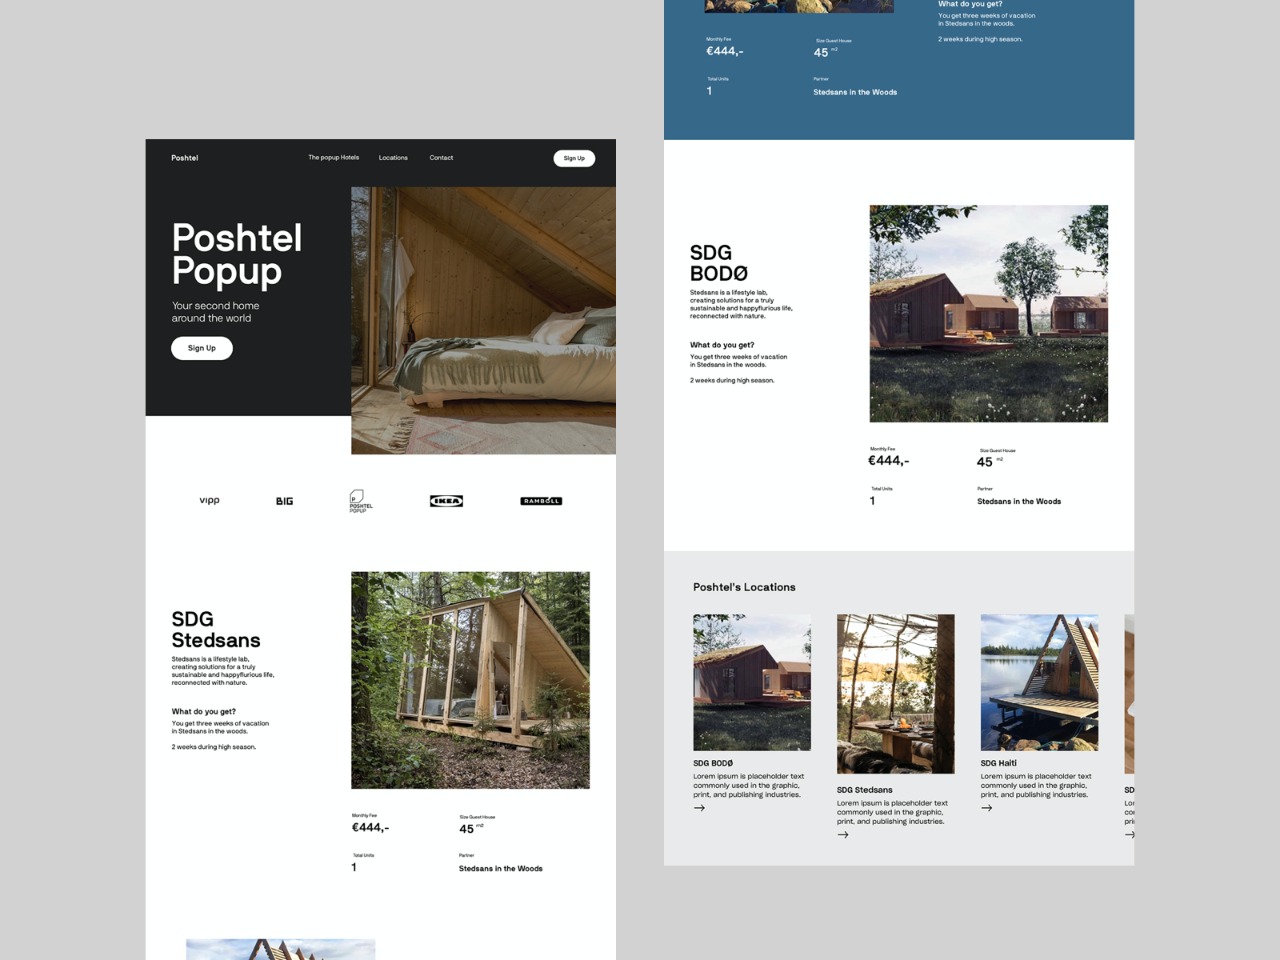 Poshtel
The popup Hotels
Locations
Contact
Sign Up
Poshtel
Popup
Your second home
around the world
Sign Up
vipp
BIG
P
POSHTEL
POPUP
IKEA
RAMBOLL
SDG
Stedsans
Stedsans is a lifestyle lab,
creating solutions for a truly
sustainable and happyflurious life,
reconnected with nature.
What do you get?
You get three weeks of vacation
in Stedsans in the woods.
2 weeks during high season.
Monthly Fee
€444,-
Size Guest House
45 m2
Total Units
1
Partner
Stedsans in the Woods
What do you get?
You get three weeks of vacation
in Stedsans in the woods.
2 weeks during high season.
Monthly Fee
€444,-
Size Guest House
45 m2
Total Units
1
Partner
Stedsans in the Woods
SDG
BODØ
Stedsans is a lifestyle lab,
creating solutions for a truly
sustainable and happyflurious life,
reconnected with nature.
What do you get?
You get three weeks of vacation
in Stedsans in the woods.
2 weeks during high season.
Monthly Fee
€444,-
Size Guest House
45 m2
Total Units
1
Partner
Stedsans in the Woods
Poshtel's Locations
SDG BODØ
Lorem ipsum is placeholder text
commonly used in the graphic,
print, and publishing industries.
SDG Stedsans
Lorem ipsum is placeholder text
commonly used in the graphic,
print, and publishing industries.
SDG Haiti
Lorem ipsum is placeholder text
commonly used in the graphic,
print, and publishing industries.